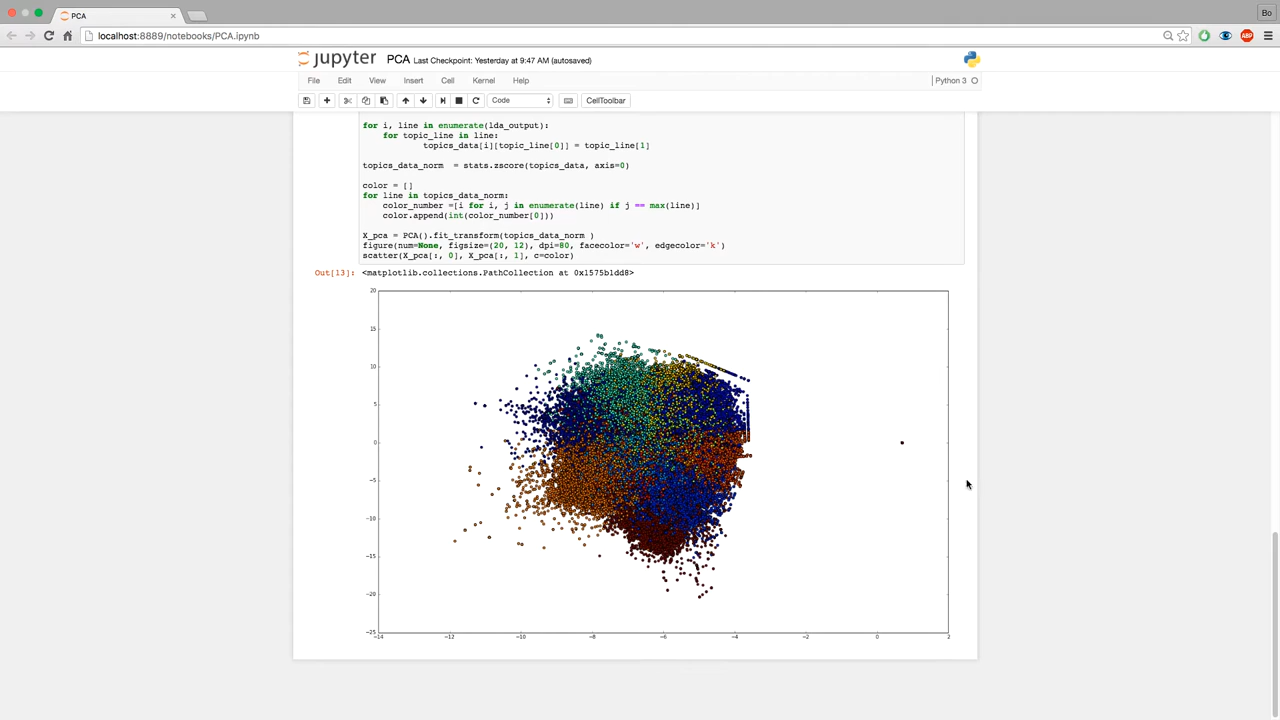 PCA
Bo
localhost:8889/notebooks/PCA.ipynb
ABP
jupyter PCA Last Checkpoint: Yesterday at 9:47 AM (autosaved)
File Edit View Insert Cell Kernel Help Python 3
Code CellToolbar
for i, line in enumerate(lda_output):
for topic_line in line:
topics_data[i][topic_line[0]] = topic_line[1]
topics_data_norm = stats.zscore(topics_data, axis=0)
color = []
for line in topics_data_norm:
color_number =[i for i, j in enumerate(line) if j == max(line)]
color.append(int(color_number[0]))
X_pca = PCA().fit_transform(topics_data_norm )
figure(num=None, figsize=(20, 12), dpi=80, facecolor='w', edgecolor='k')
scatter(X_pca[:, 0], X_pca[:, 1], c=color)
Out[13]: <matplotlib.collections.PathCollection at 0x1575b1dd8>
20
15
10
5
0
−5
−10
−15
−20
−25
−14 −12 −10 −8 −6 −4 −2 0 2